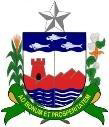 AD BONUM ET PROSPERITATEM